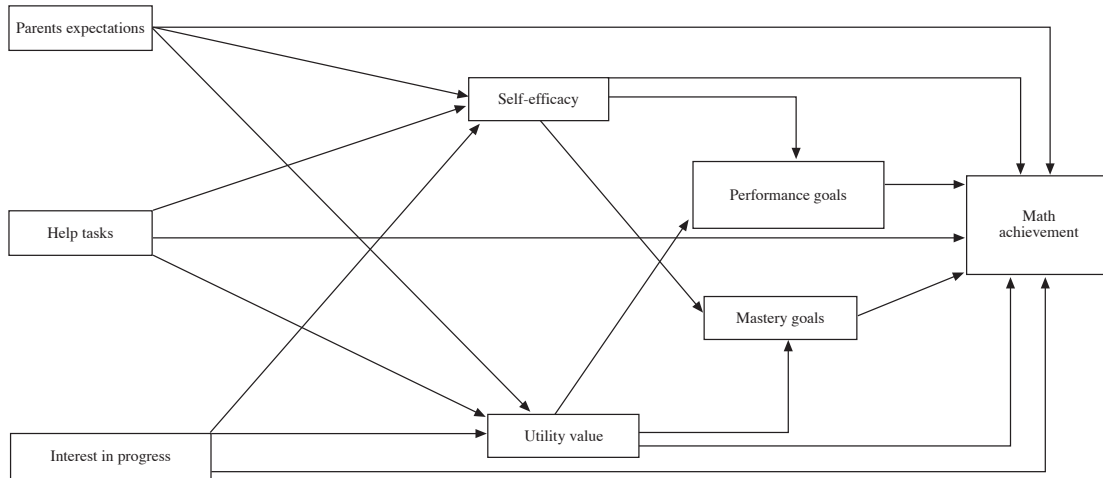 Parents expectations
Self-efficacy
Performance goals
Help tasks
Math
achievement
Mastery goals
Utility value
Interest in progress